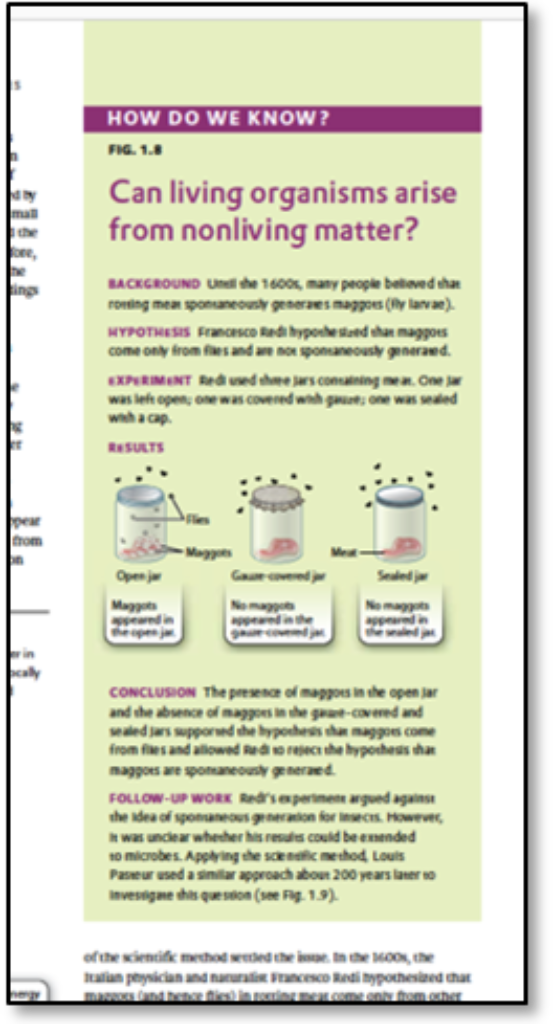 HOW DO WE KNOW?
FIG. 1.8
Can living organisms arise
from nonliving matter?
BACKGROUND Until the 1600s, many people believed that
rotting meat spontaneously generates maggots (fly larvae).
HYPOTHESIS Francesco Redi hypothesized that maggots
come only from flies and are not spontaneously generated.
EXPERIMENT Redi used three jars containing meat. One jar
was left open; one was covered with gauze; one was sealed
with a cap.
RESULTS
Flies
Maggots
Meat
Open jar
Gauze-covered jar
Sealed jar
Maggots
appeared in
the open jar.
No maggots
appeared in the
gauze-covered jar.
No maggots
appeared in
the sealed jar.
CONCLUSION The presence of maggots in the open jar
and the absence of maggots in the gauze-covered and
sealed jars supported the hypothesis that maggots come
from flies and allowed Redi to reject the hypothesis that
maggots are spontaneously generated.
FOLLOW-UP WORK Redi's experiment argued against
the idea of spontaneous generation for insects. However,
it was unclear whether his results could be extended
to microbes. Applying the scientific method, Louis
Pasteur used a similar approach about 200 years later to
investigate this question (see Fig. 1.9).
of the scientific method settled the issue. In the 1600s, the
Italian physician and naturalist Francesco Redi hypothesized that
maggots (and hence flies) in rotting meat come only from other